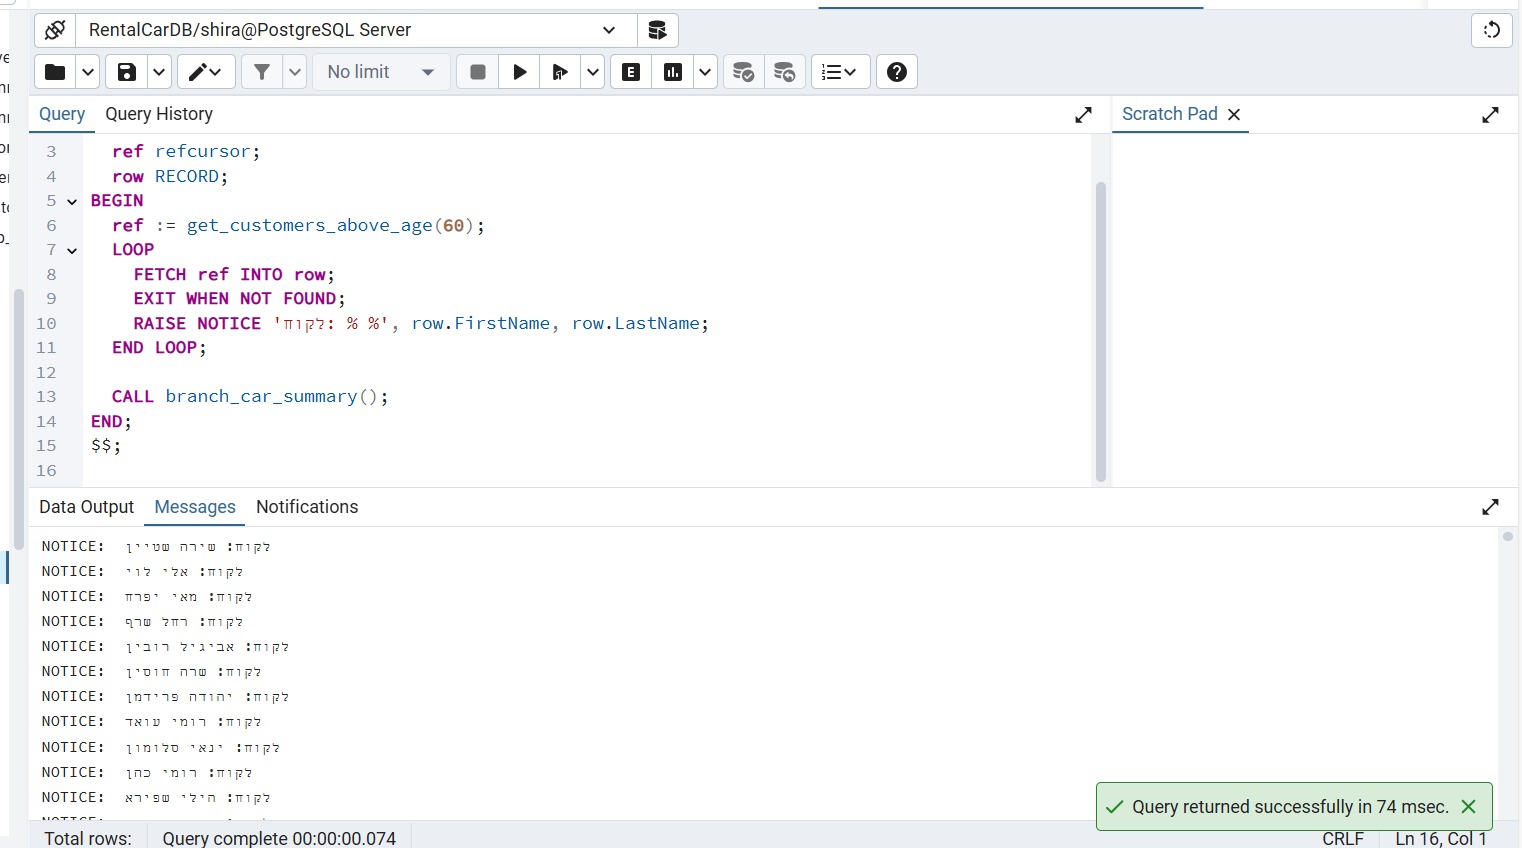 RentalCarDB/shira@PostgreSQL Server
No limit
E
Query Query History
Scratch Pad
3 ref refcursor;
4 row RECORD;
5 BEGIN
6 ref := get_customers_above_age(60);
7 LOOP
8 FETCH ref INTO row;
9 EXIT WHEN NOT FOUND;
10 RAISE NOTICE 'לקוח: % %', row.FirstName, row.LastName;
11 END LOOP;
12
13 CALL branch_car_summary();
14 END;
15 $$;
16
Data Output Messages Notifications
NOTICE: לקוח: שירה שטיין
NOTICE: לקוח: אלי לוי
NOTICE: לקוח: מאי יפרח
NOTICE: לקוח: רחל שרף
NOTICE: לקוח: אביגיל רובין
NOTICE: לקוח: שרה חוסין
NOTICE: לקוח: יהודה פרידמן
NOTICE: לקוח: רומי עואד
NOTICE: לקוח: ינאי סלומון
NOTICE: לקוח: רומי כהן
NOTICE: לקוח: הילי שפירא
Query returned successfully in 74 msec.
Total rows: Query complete 00:00:00.074 CRLF Ln 16, Col 1